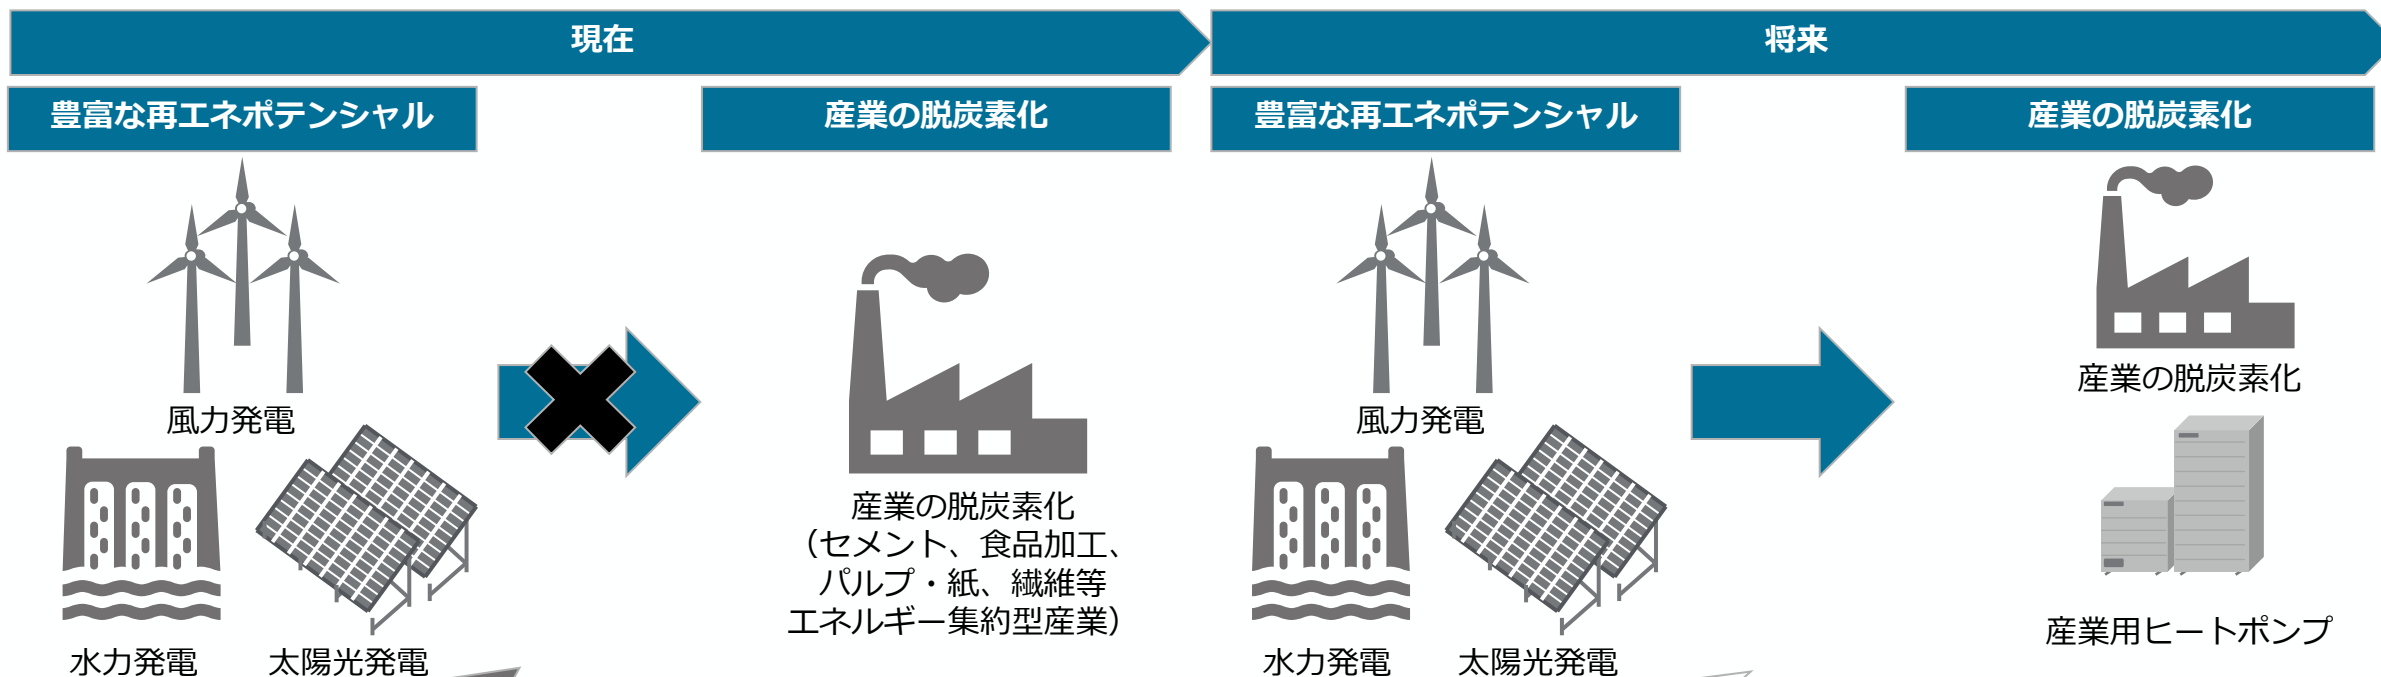 現在
将来
豊富な再エネポテンシャル
産業の脱炭素化
豊富な再エネポテンシャル
産業の脱炭素化
風力発電
水力発電
太陽光発電
産業の脱炭素化
（セメント、食品加工、
パルプ・紙、繊維等
エネルギー集約型産業）
風力発電
水力発電
太陽光発電
産業の脱炭素化
産業用ヒートポンプ